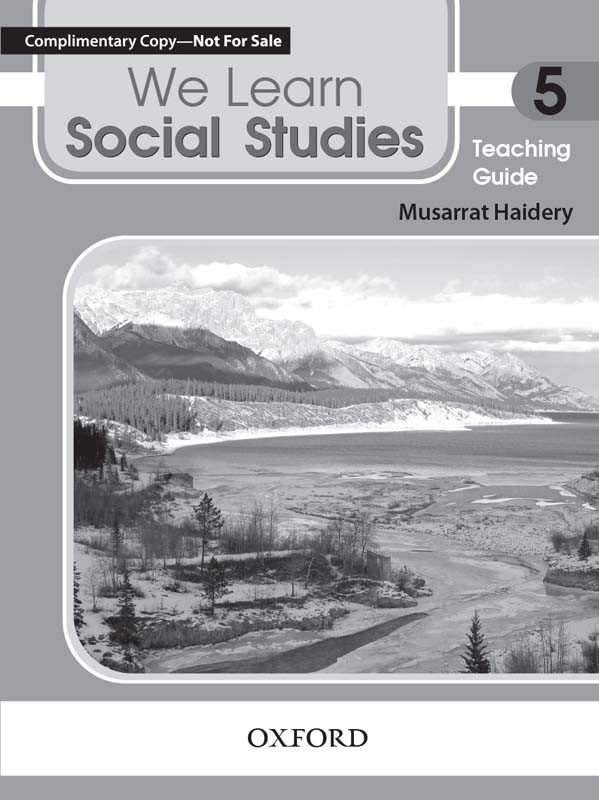 Complimentary Copy—Not For Sale
We Learn
Social Studies
5
Teaching
Guide
Musarrat Haidery
OXFORD